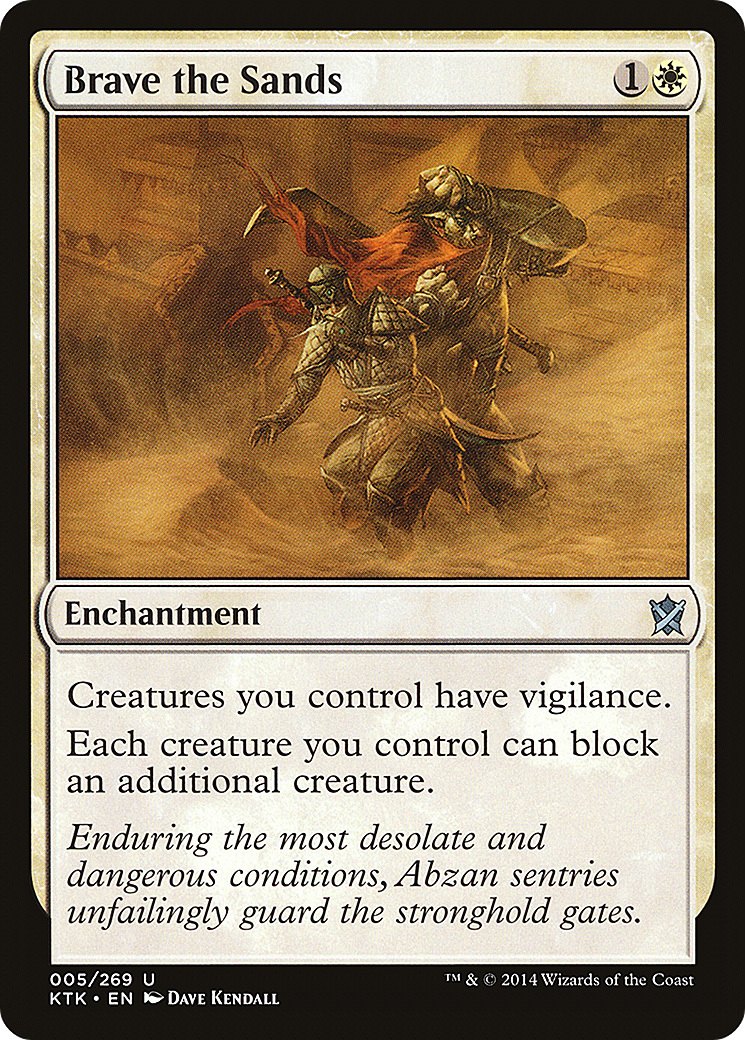 Brave the Sands
1
Enchantment
Creatures you control have vigilance.
Each creature you control can block
an additional creature.
Enduring the most desolate and
dangerous conditions, Abzan sentries
unfailingly guard the stronghold gates.
005/269 U
™ & © 2014 Wizards of the Coast
KTK • EN Dave Kendall